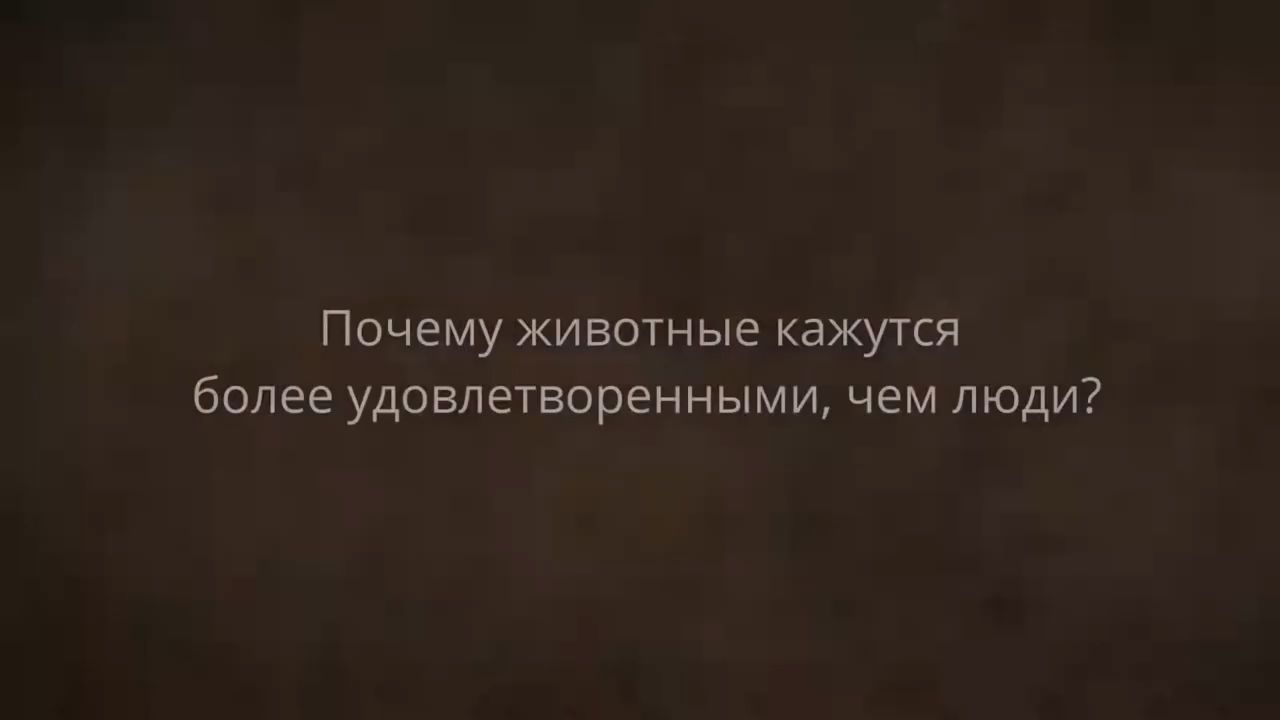 Почему животные кажутся
более удовлетворенными, чем люди?